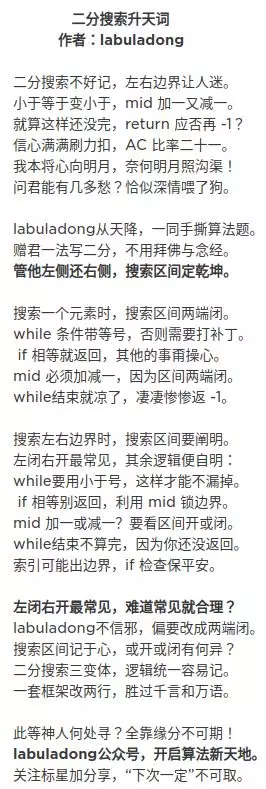 二分搜索升天词
作者：labuladong
二分搜索不好记，左右边界让人迷。
小于等于变小于，mid 加一又减一。
就算这样还没完，return 应否再 -1？
信心满满刷力扣，AC 比率二十一。
我本将心向明月，奈何明月照沟渠！
问君能有几多愁？恰似深情喂了狗。
labuladong从天降，一同手撕算法题。
赠君一法写二分，不用拜佛与念经。
管他左侧还右侧，搜索区间定乾坤。
搜索一个元素时，搜索区间两端闭。
while 条件带等号，否则需要打补丁。
if 相等就返回，其他的事甭操心。
mid 必须加减一，因为区间两端闭。
while结束就凉了，凄凄惨惨返 -1。
搜索左右边界时，搜索区间要阐明。
左闭右开最常见，其余逻辑便自明：
while要用小于号，这样才能不漏掉。
if 相等别返回，利用 mid 锁边界。
mid 加一或减一？要看区间开或闭。
while结束不算完，因为你还没返回。
索引可能出边界，if 检查保平安。
左闭右开最常见，难道常见就合理？
labuladong不信邪，偏要改成两端闭。
搜索区间记于心，或开或闭有何异？
二分搜索三变体，逻辑统一容易记。
一套框架改两行，胜过千言和万语。
此等神人何处寻？全靠缘分不可期！
labuladong公众号，开启算法新天地。
关注标星加分享，“下次一定”不可取。